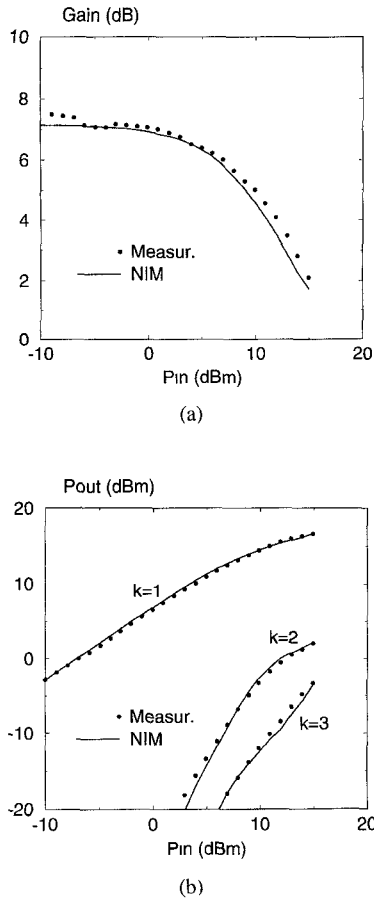 Gain (dB)
10
8
6
4
2
0
• Measur.
— NIM
-10 0 10 20
Pin (dBm)
(a)
Pout (dBm)
20
10
0
-10
-20
k=1
k=2
k=3
• Measur.
— NIM
-10 0 10 20
Pin (dBm)
(b)